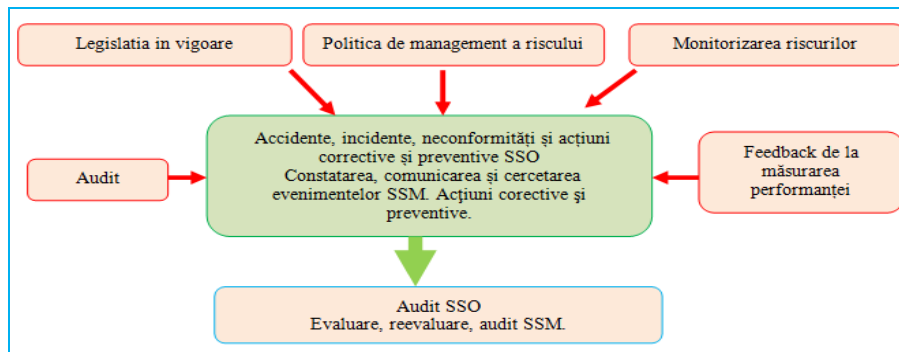 Legislatia in vigoare
Politica de management a riscului
Monitorizarea riscurilor
Accidente, incidente, neconformități și acțiuni
corrective și preventive SSO
Constatarea, comunicarea și cercetarea
evenimentelor SSM. Acţiuni corective şi
preventive.
Audit
Feedback de la
măsurarea
performanței
Audit SSO
Evaluare, reevaluare, audit SSM.